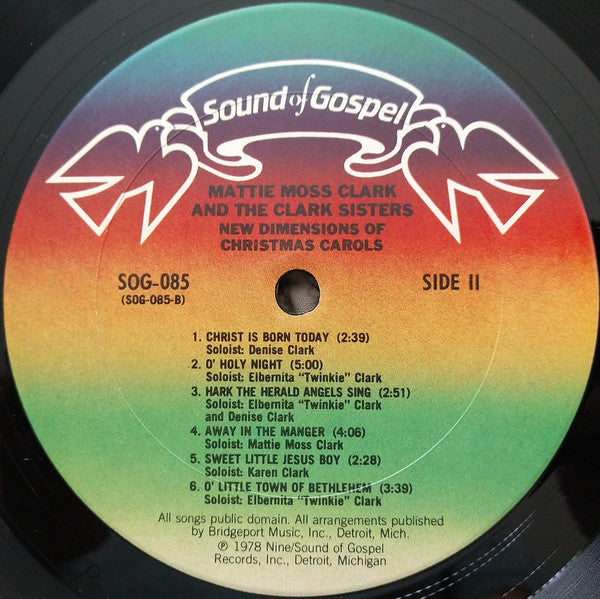 Sound of Gospel
MATTIE MOSS CLARK
AND THE CLARK SISTERS
NEW DIMENSIONS OF
CHRISTMAS CAROLS
SOG-085
(SOG-085-B)
SIDE II
1. CHRIST IS BORN TODAY (2:39)
Soloist: Denise Clark
2. O' HOLY NIGHT (5:00)
Soloist: Elbernita "Twinkie" Clark
3. HARK THE HERALD ANGELS SING (2:51)
Soloist: Elbernita "Twinkie" Clark
and Denise Clark
4. AWAY IN THE MANGER (4:06)
Soloist: Mattie Moss Clark
5. SWEET LITTLE JESUS BOY (2:28)
Soloist: Karen Clark
6. O' LITTLE TOWN OF BETHLEHEM (3:39)
Soloist: Elbernita "Twinkie" Clark
All songs public domain. All arrangements published
by Bridgeport Music, Inc., Detroit, Mich.
℗ 1978 Nine/Sound of Gospel
Records, Inc., Detroit, Michigan